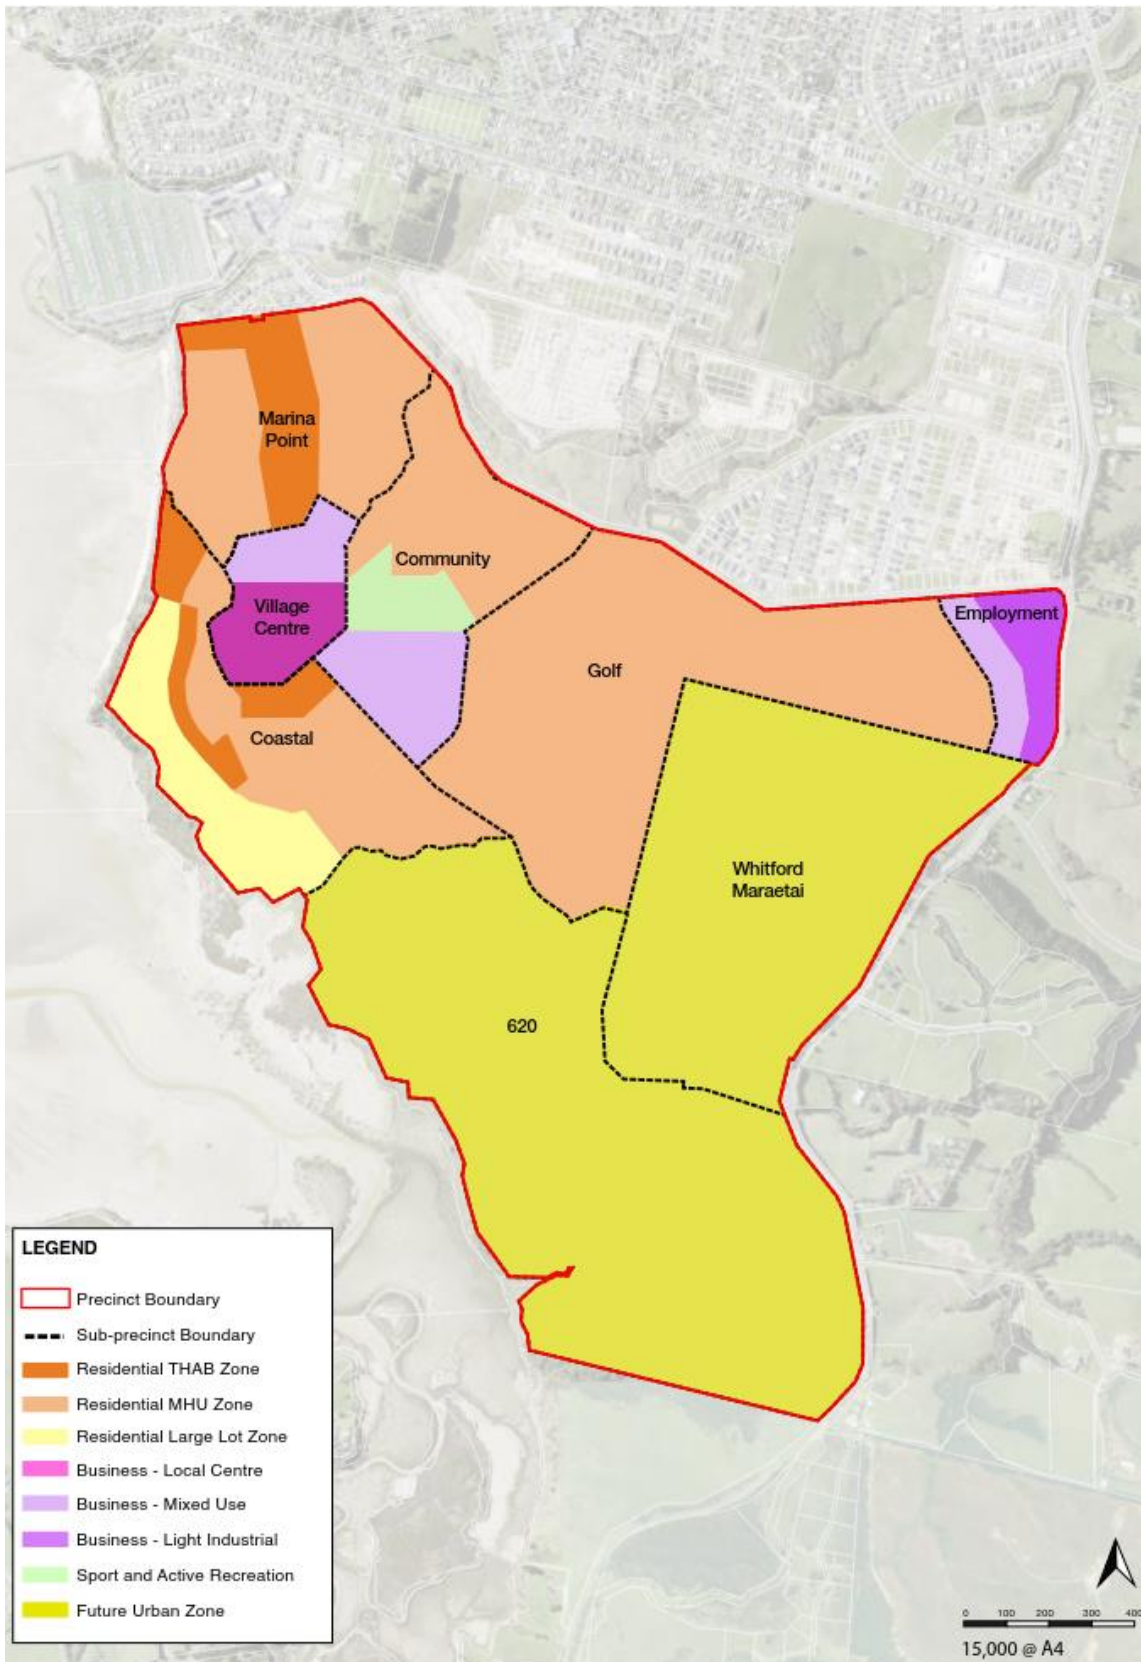 Marina
Point
Community
Village
Centre
Employment
Golf
Coastal
Whitford
Maraetai
620
LEGEND
Precinct Boundary
Sub-precinct Boundary
Residential THAB Zone
Residential MHU Zone
Residential Large Lot Zone
Business - Local Centre
Business - Mixed Use
Business - Light Industrial
Sport and Active Recreation
Future Urban Zone
0 100 200 300 400
15,000 @ A4